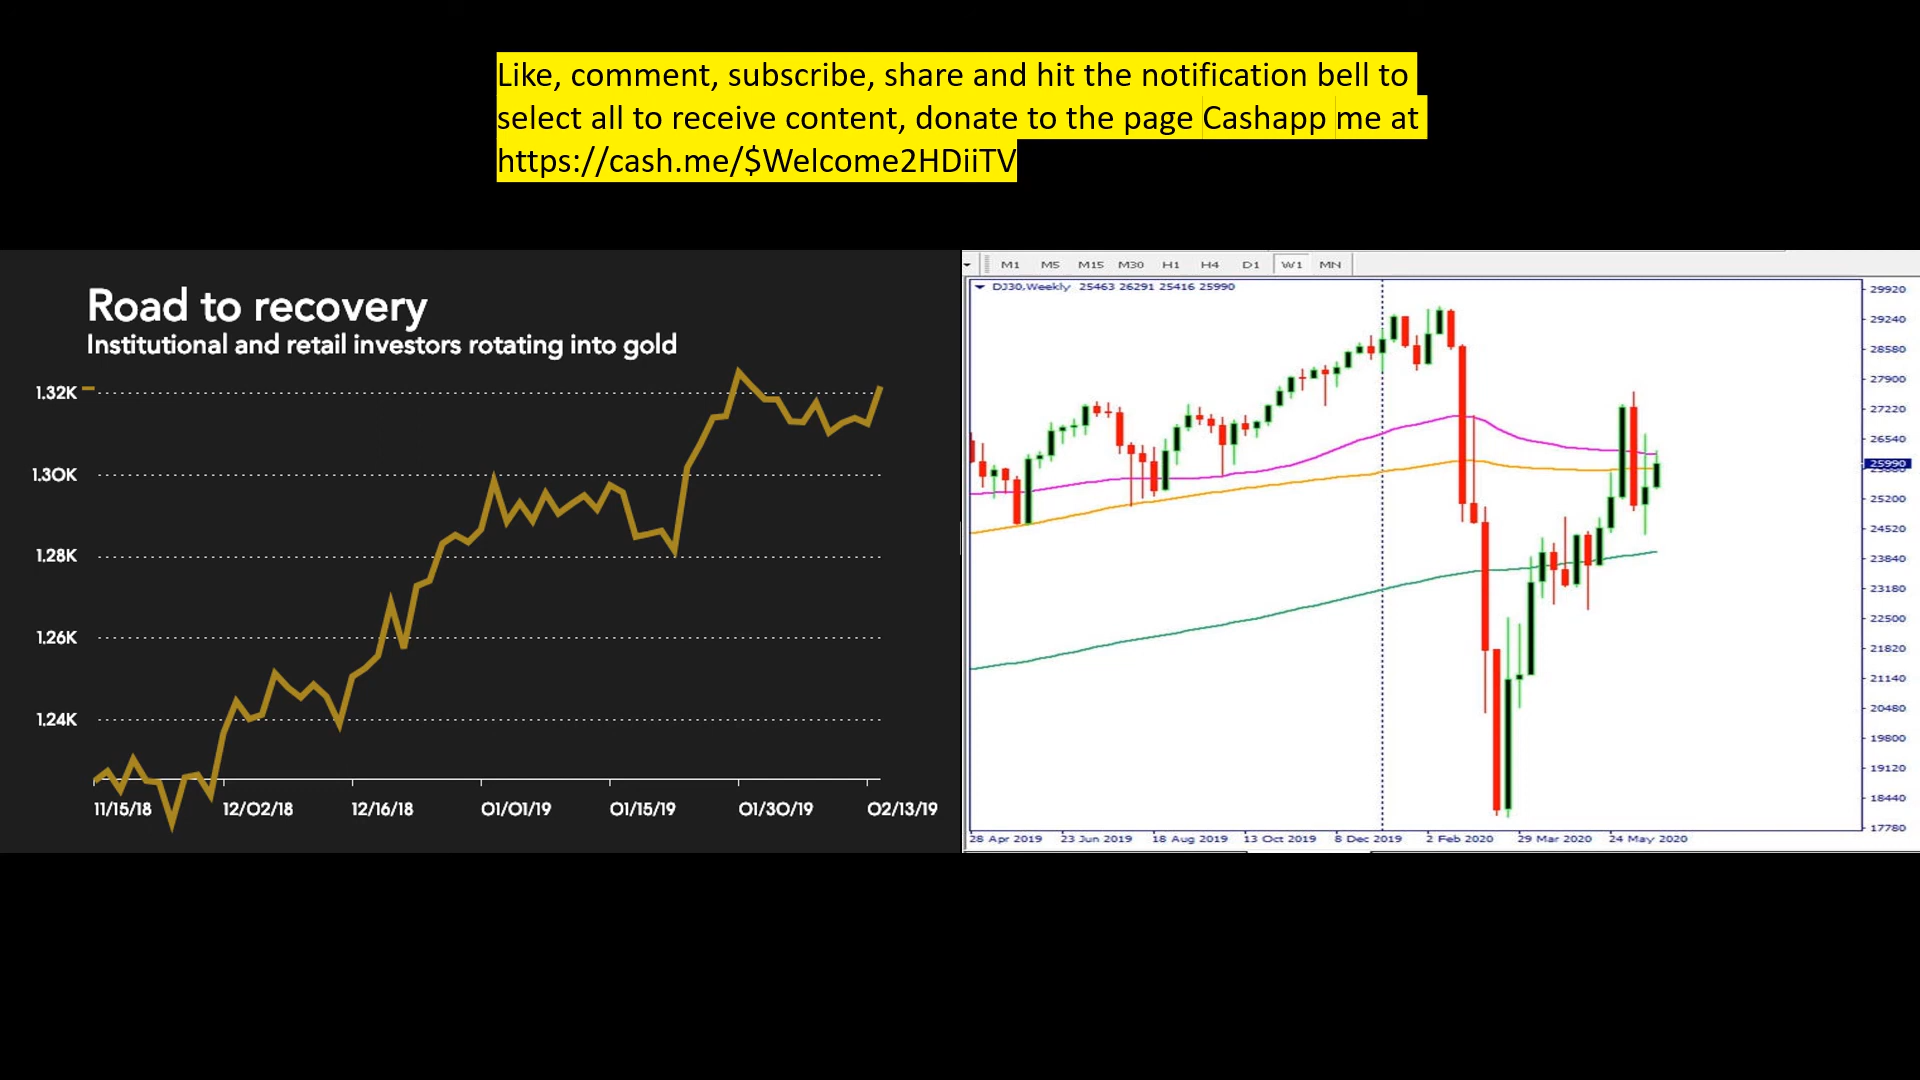 Like, comment, subscribe, share and hit the notification bell to
select all to receive content, donate to the page Cashapp me at
https://cash.me/$Welcome2HDiiTV
Road to recovery
Institutional and retail investors rotating into gold
1.32K
1.30K
1.28K
1.26K
1.24K
11/15/18 12/02/18 12/16/18 01/01/19 01/15/19 01/30/19 02/13/19
M1 M5 M15 M30 H1 H4 D1 W1 MN
DJ30,Weekly 25463 26291 25416 25990
29920
29240
28580
27900
27220
26540
25990
25200
24520
23840
23180
22500
21820
21140
20480
19800
19120
18440
17780
28 Apr 2019 23 Jun 2019 18 Aug 2019 13 Oct 2019 8 Dec 2019 2 Feb 2020 29 Mar 2020 24 May 2020